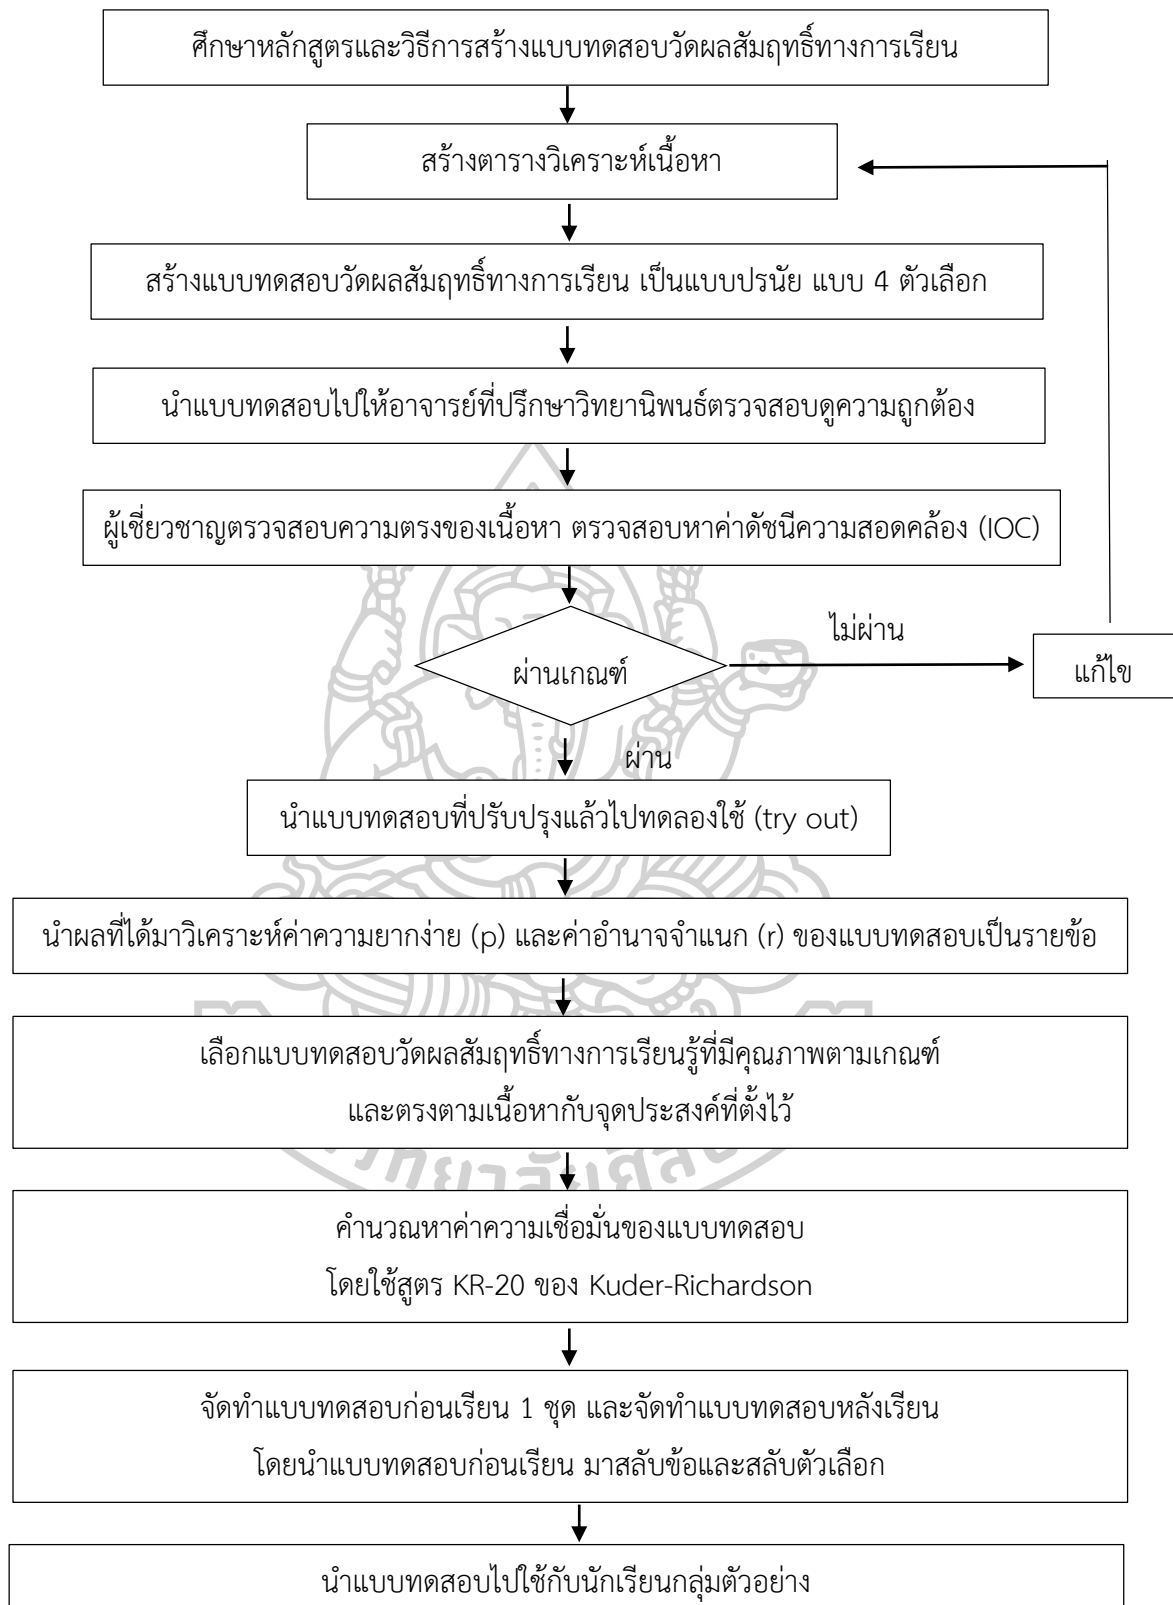 ศึกษาหลักสูตรและวิธีการสร้างแบบทดสอบวัดผลสัมฤทธิ์ทางการเรียน
สร้างตารางวิเคราะห์เนื้อหา
สร้างแบบทดสอบวัดผลสัมฤทธิ์ทางการเรียน เป็นแบบปรนัย แบบ 4 ตัวเลือก
นำแบบทดสอบไปให้อาจารย์ที่ปรึกษาวิทยานิพนธ์ตรวจสอบดูความถูกต้อง
ผู้เชี่ยวชาญตรวจสอบความตรงของเนื้อหา ตรวจสอบหาค่าดัชนีความสอดคล้อง (IOC)
ไม่ผ่าน
ผ่านเกณฑ์
แก้ไข
ผ่าน
นำแบบทดสอบที่ปรับปรุงแล้วไปทดลองใช้ (try out)
นำผลที่ได้มาวิเคราะห์ค่าความยากง่าย (p) และค่าอำนาจจำแนก (r) ของแบบทดสอบเป็นรายข้อ
เลือกแบบทดสอบวัดผลสัมฤทธิ์ทางการเรียนรู้ที่มีคุณภาพตามเกณฑ์
และตรงตามเนื้อหากับจุดประสงค์ที่ตั้งไว้
คำนวณหาค่าความเชื่อมั่นของแบบทดสอบ
โดยใช้สูตร KR-20 ของ Kuder-Richardson
จัดทำแบบทดสอบก่อนเรียน 1 ชุด และจัดทำแบบทดสอบหลังเรียน
โดยนำแบบทดสอบก่อนเรียน มาสลับข้อและสลับตัวเลือก
นำแบบทดสอบไปใช้กับนักเรียนกลุ่มตัวอย่าง